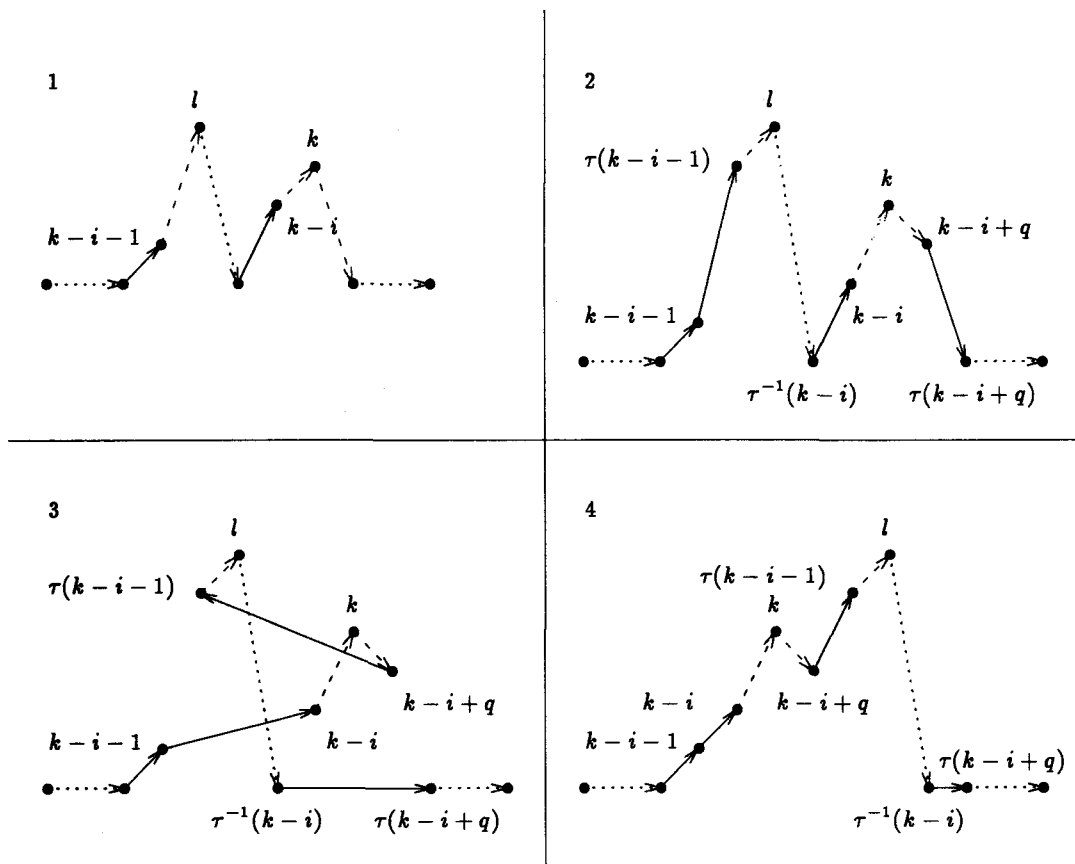 1
l
k
k − i − 1
k − i
2
l
τ(k − i − 1)
k
k − i + q
k − i − 1
k − i
τ⁻¹(k − i)
τ(k − i + q)
3
l
τ(k − i − 1)
k
k − i + q
k − i − 1
k − i
τ⁻¹(k − i)
τ(k − i + q)
4
l
τ(k − i − 1)
k
k − i
k − i + q
k − i − 1
τ(k − i + q)
τ⁻¹(k − i)